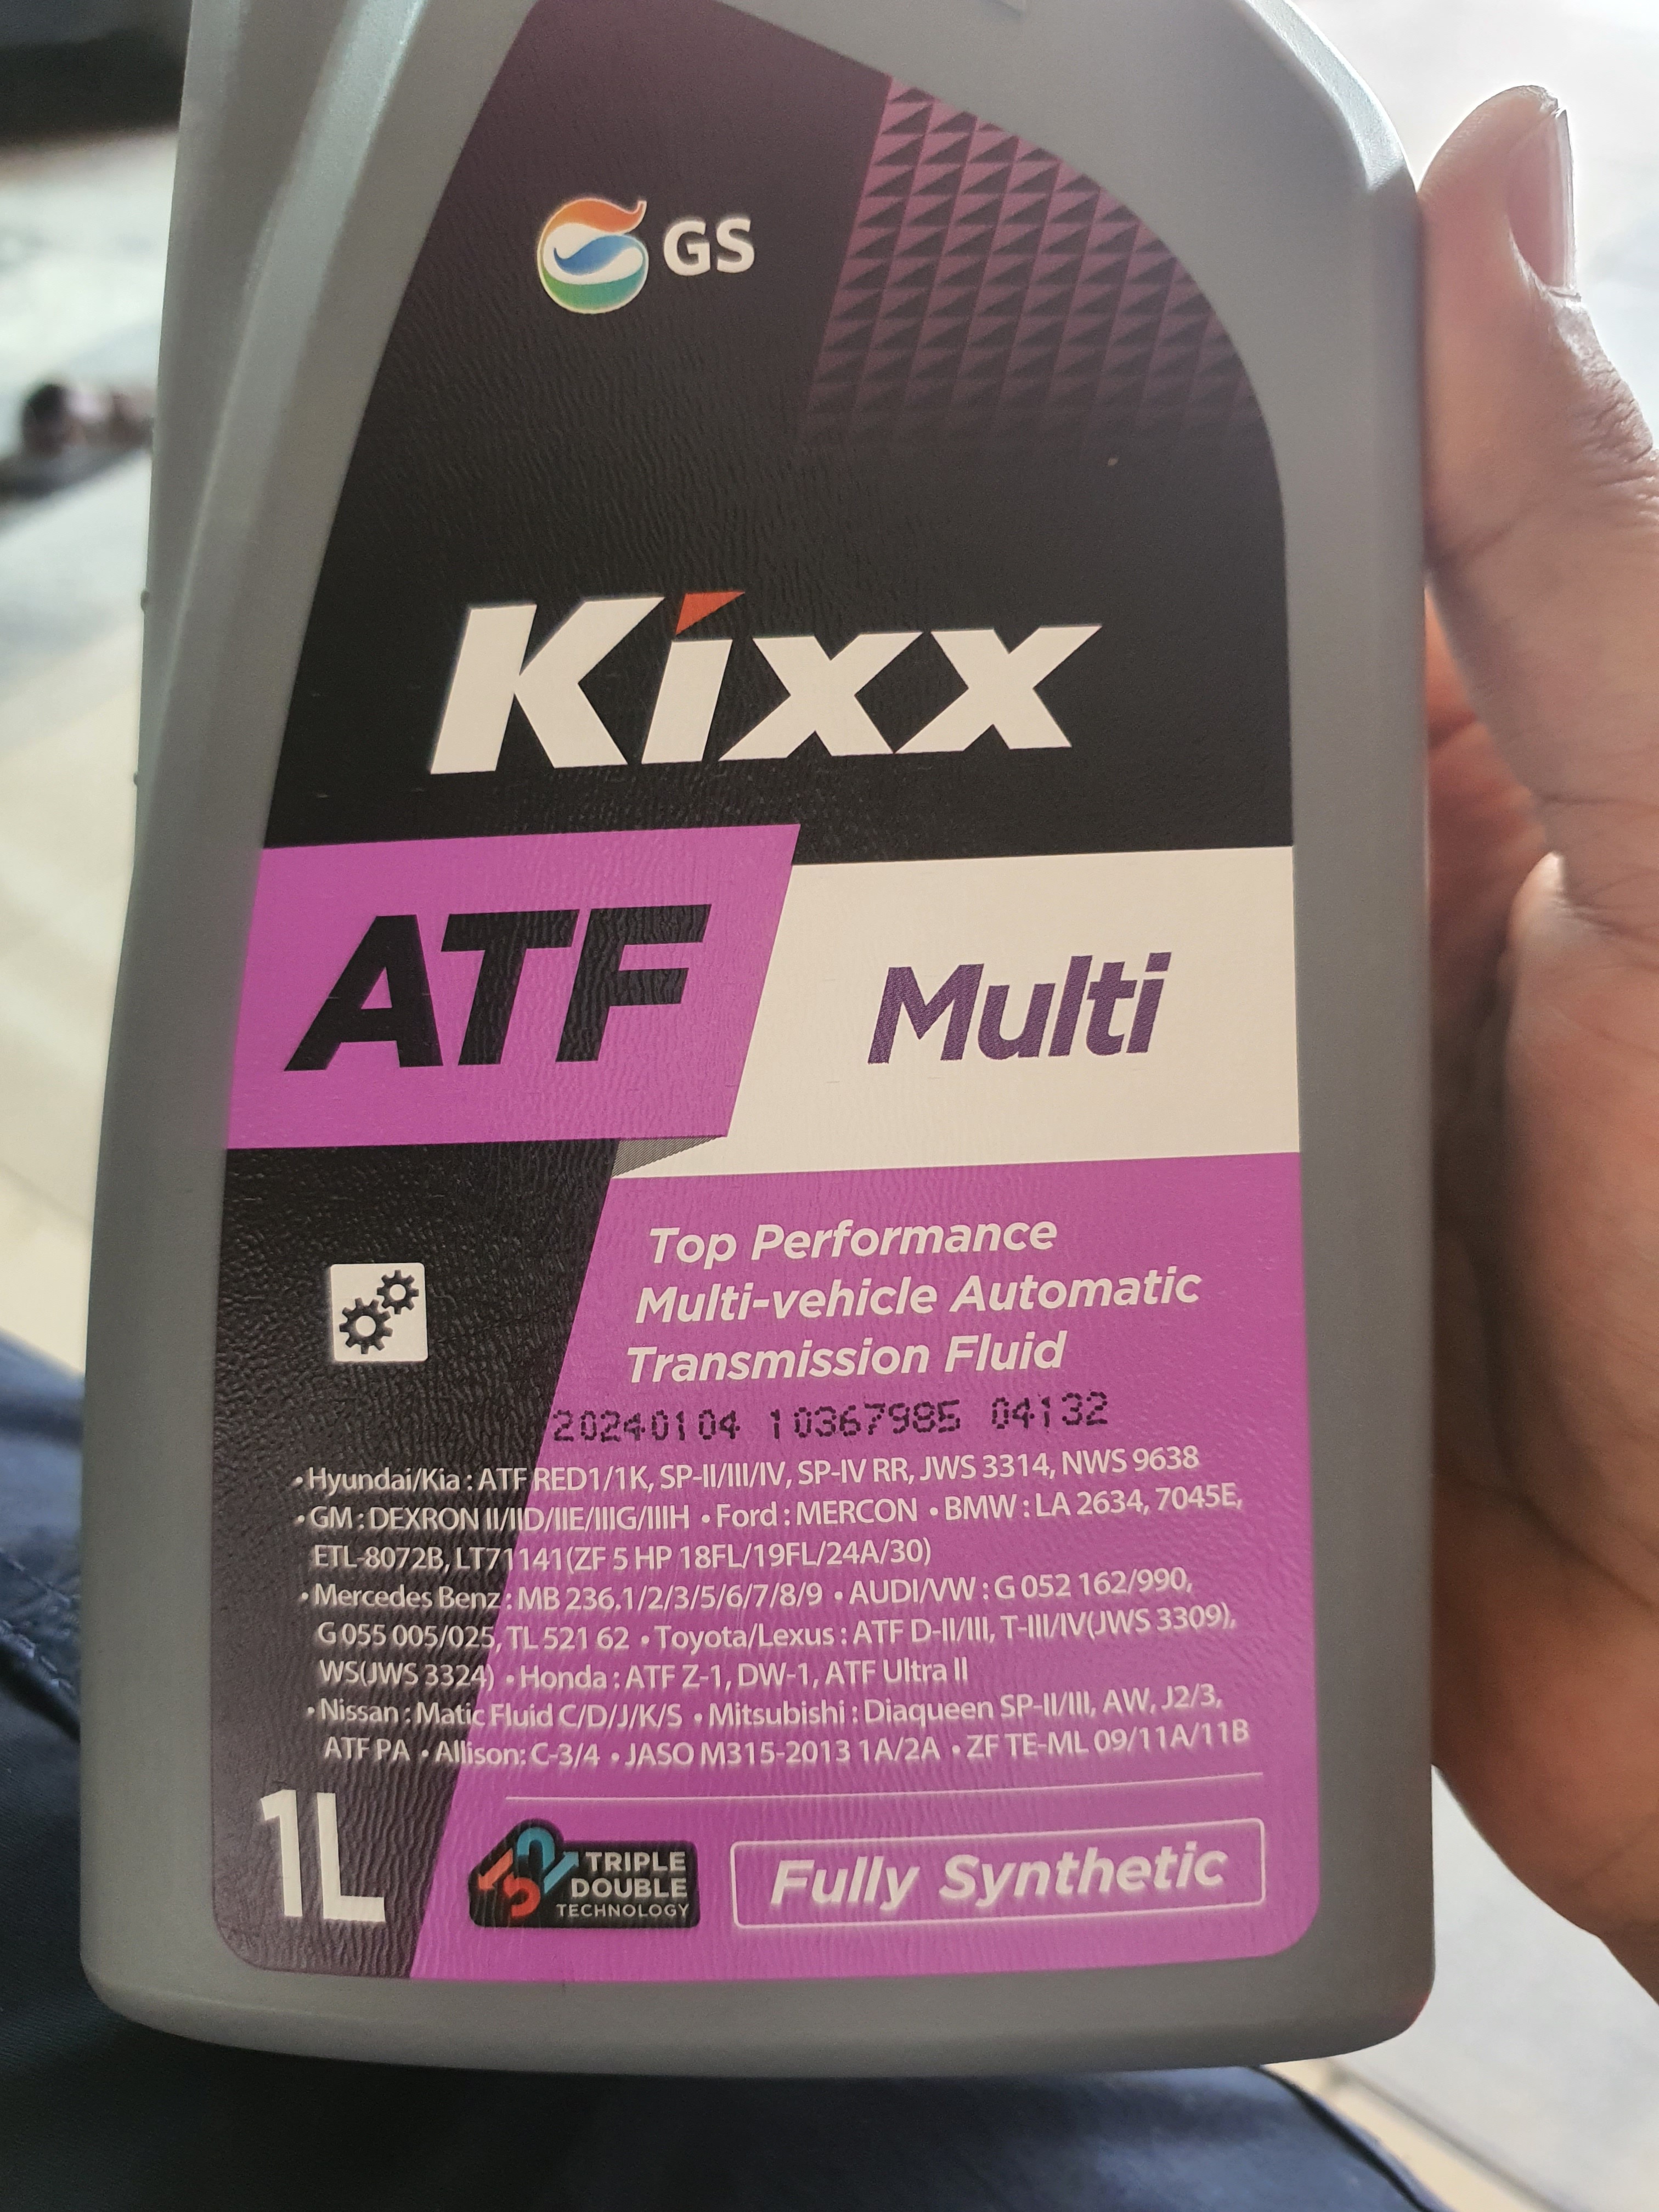 GS
Kixx
ATF
Multi
Top Performance
Multi-vehicle Automatic
Transmission Fluid
20240104 10367985 04132
• Hyundai/Kia : ATF RED1/1K, SP-II/III/IV, SP-IV RR, JWS 3314, NWS 9638
• GM : DEXRON II/IID/IIE/IIIG/IIIH • Ford : MERCON • BMW : LA 2634, 7045E,
ETL-8072B, LT71141(ZF 5 HP 18FL/19FL/24A/30)
• Mercedes Benz : MB 236.1/2/3/5/6/7/8/9 • AUDI/VW : G 052 162/990,
G 055 005/025, TL 521 62 • Toyota/Lexus : ATF D-II/III, T-III/IV(JWS 3309),
WS(JWS 3324) • Honda : ATF Z-1, DW-1, ATF Ultra II
• Nissan : Matic Fluid C/D/J/K/S • Mitsubishi : Diaqueen SP-II/III, AW, J2/3,
ATF PA • Allison: C-3/4 • JASO M315-2013 1A/2A • ZF TE-ML 09/11A/11B
1L
TRIPLE
DOUBLE
TECHNOLOGY
Fully Synthetic